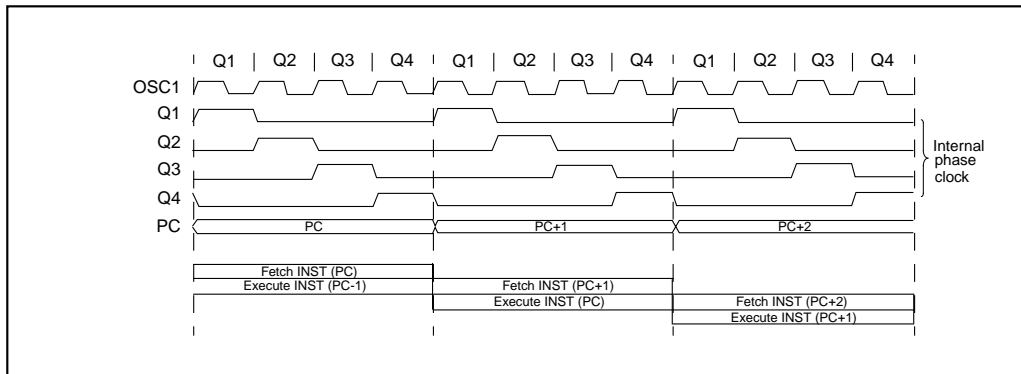 Q1 | Q2 | Q3 | Q4 | Q1 | Q2 | Q3 | Q4 | Q1 | Q2 | Q3 | Q4
OSC1
Q1
Q2
Q3
Q4
Internal
phase
clock
PC
PC
PC+1
PC+2
Fetch INST (PC)
Execute INST (PC-1)
Fetch INST (PC+1)
Execute INST (PC)
Fetch INST (PC+2)
Execute INST (PC+1)